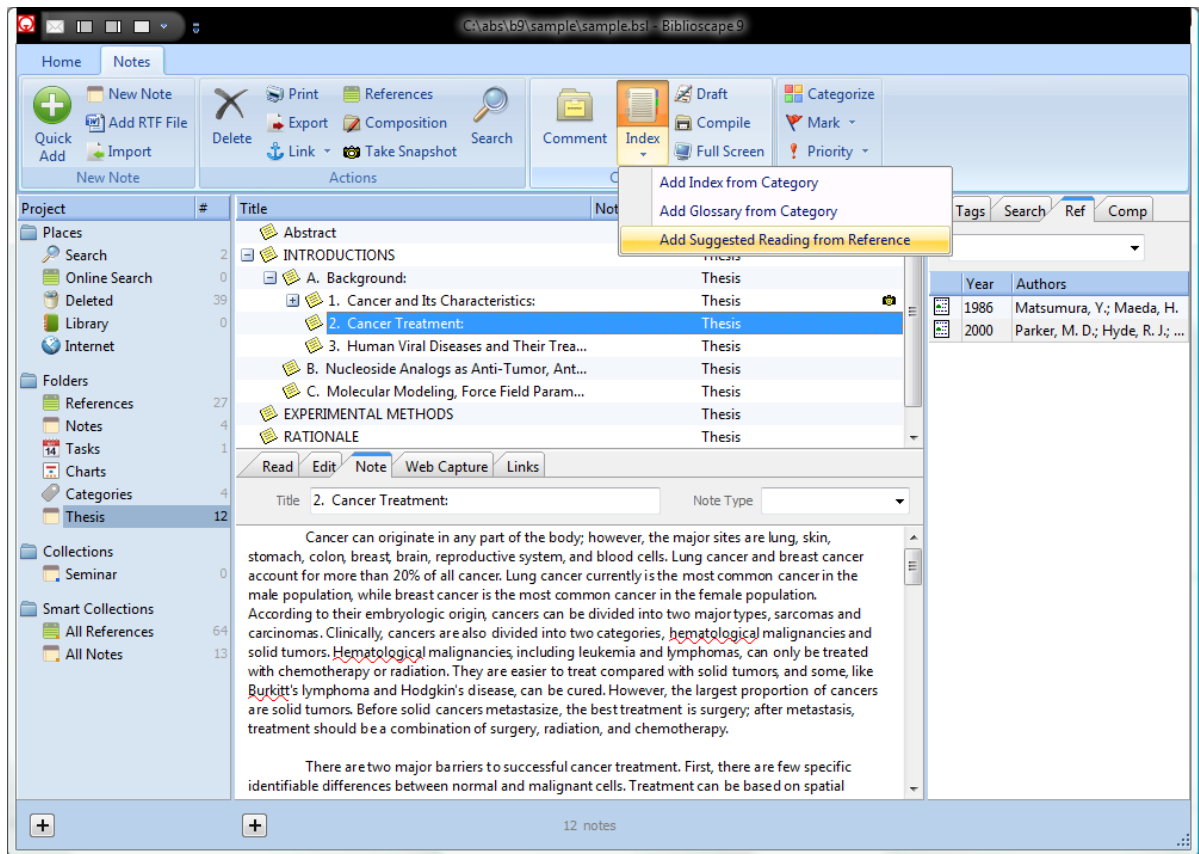 C:\abs\b9\sample\sample.bsl - Biblioscape 9
Home Notes
New Note
Add RTF File
Import
Quick Add
New Note
Delete
Print
Export
Link
References
Composition
Take Snapshot
Search
Actions
Comment
Index
Draft
Compile
Full Screen
Categorize
Mark
Priority
Add Index from Category
Add Glossary from Category
Add Suggested Reading from Reference
Project #
Places
Search 2
Online Search 0
Deleted 39
Library 0
Internet
Folders
References 27
Notes 4
14 Tasks 1
Charts
Categories 4
Thesis 12
Collections
Seminar 0
Smart Collections
All References 64
All Notes 13
Title Not
Abstract
INTRODUCTIONS Thesis
A. Background: Thesis
1. Cancer and Its Characteristics: Thesis
2. Cancer Treatment: Thesis
3. Human Viral Diseases and Their Trea... Thesis
B. Nucleoside Analogs as Anti-Tumor, Ant... Thesis
C. Molecular Modeling, Force Field Param... Thesis
EXPERIMENTAL METHODS Thesis
RATIONALE Thesis
Read Edit Note Web Capture Links
Title 2. Cancer Treatment: Note Type
Cancer can originate in any part of the body; however, the major sites are lung, skin,
stomach, colon, breast, brain, reproductive system, and blood cells. Lung cancer and breast cancer
account for more than 20% of all cancer. Lung cancer currently is the most common cancer in the
male population, while breast cancer is the most common cancer in the female population.
According to their embryologic origin, cancers can be divided into two major types, sarcomas and
carcinomas. Clinically, cancers are also divided into two categories, hematological malignancies and
solid tumors. Hematological malignancies, including leukemia and lymphomas, can only be treated
with chemotherapy or radiation. They are easier to treat compared with solid tumors, and some, like
Burkitt's lymphoma and Hodgkin's disease, can be cured. However, the largest proportion of cancers
are solid tumors. Before solid cancers metastasize, the best treatment is surgery; after metastasis,
treatment should be a combination of surgery, radiation, and chemotherapy.
There are two major barriers to successful cancer treatment. First, there are few specific
identifiable differences between normal and malignant cells. Treatment can be based on spatial
Tags Search Ref Comp
Year Authors
1986 Matsumura, Y.; Maeda, H.
2000 Parker, M. D.; Hyde, R. J.; ...
12 notes